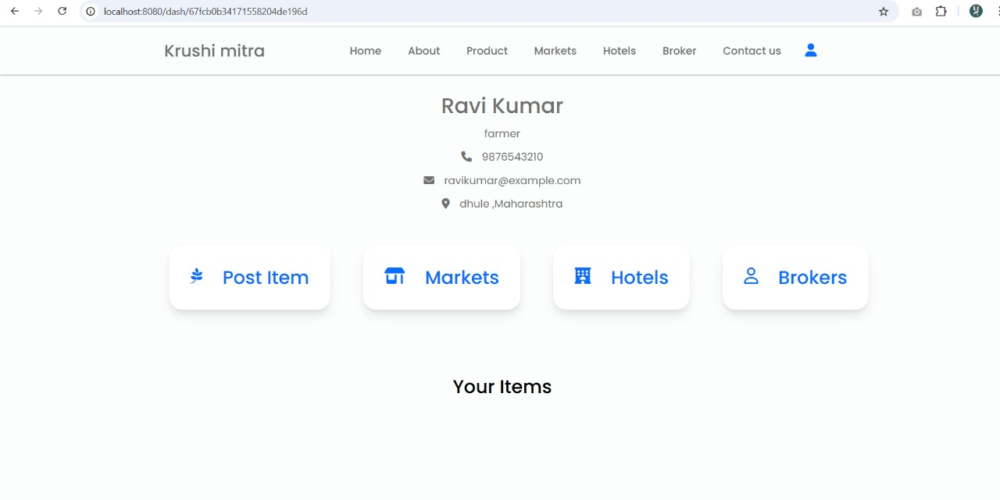 localhost:8080/dash/67fcb0b34171558204de196d
Krushi mitra Home About Product Markets Hotels Broker Contact us
Ravi Kumar
farmer
9876543210
ravikumar@example.com
dhule ,Maharashtra
Post Item Markets Hotels Brokers
Your Items